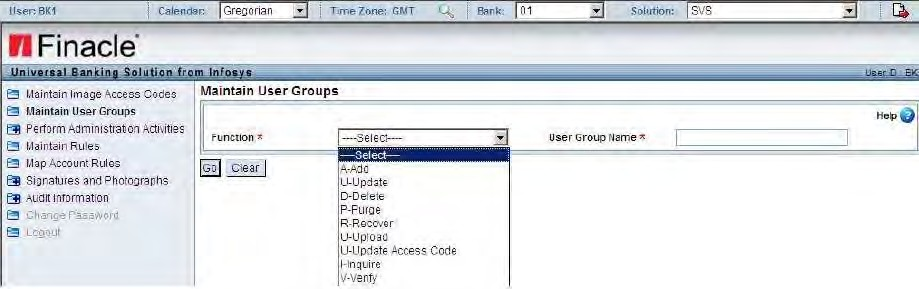 User: BK1 Calendar: Gregorian Time Zone: GMT Bank: 01 Solution: SVS
Finacle
Universal Banking Solution from Infosys
Maintain User Groups
Maintain Image Access Codes
Maintain User Groups
Perform Administration Activities
Maintain Rules
Map Account Rules
Signatures and Photographs
Audit Information
Change Password
Logout
Help ?
Function * ----Select---- User Group Name *
Go Clear
----Select----
A-Add
U-Update
D-Delete
P-Purge
R-Recover
U-Upload
U-Update Access Code
I-Inquire
V-Verify